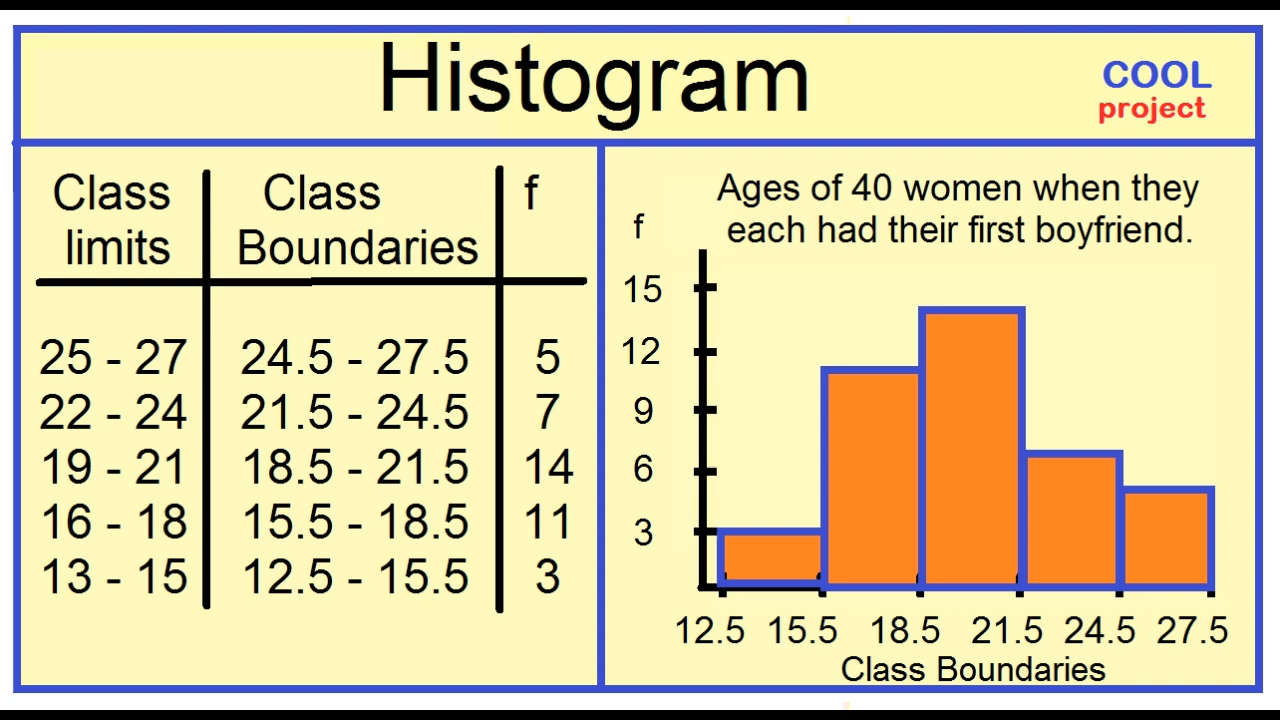 Histogram
COOL
project
Class limits | Class Boundaries | f
25 - 27 | 24.5 - 27.5 | 5
22 - 24 | 21.5 - 24.5 | 7
19 - 21 | 18.5 - 21.5 | 14
16 - 18 | 15.5 - 18.5 | 11
13 - 15 | 12.5 - 15.5 | 3
Ages of 40 women when they
each had their first boyfriend.
f
15
12
9
6
3
12.5 15.5 18.5 21.5 24.5 27.5
Class Boundaries